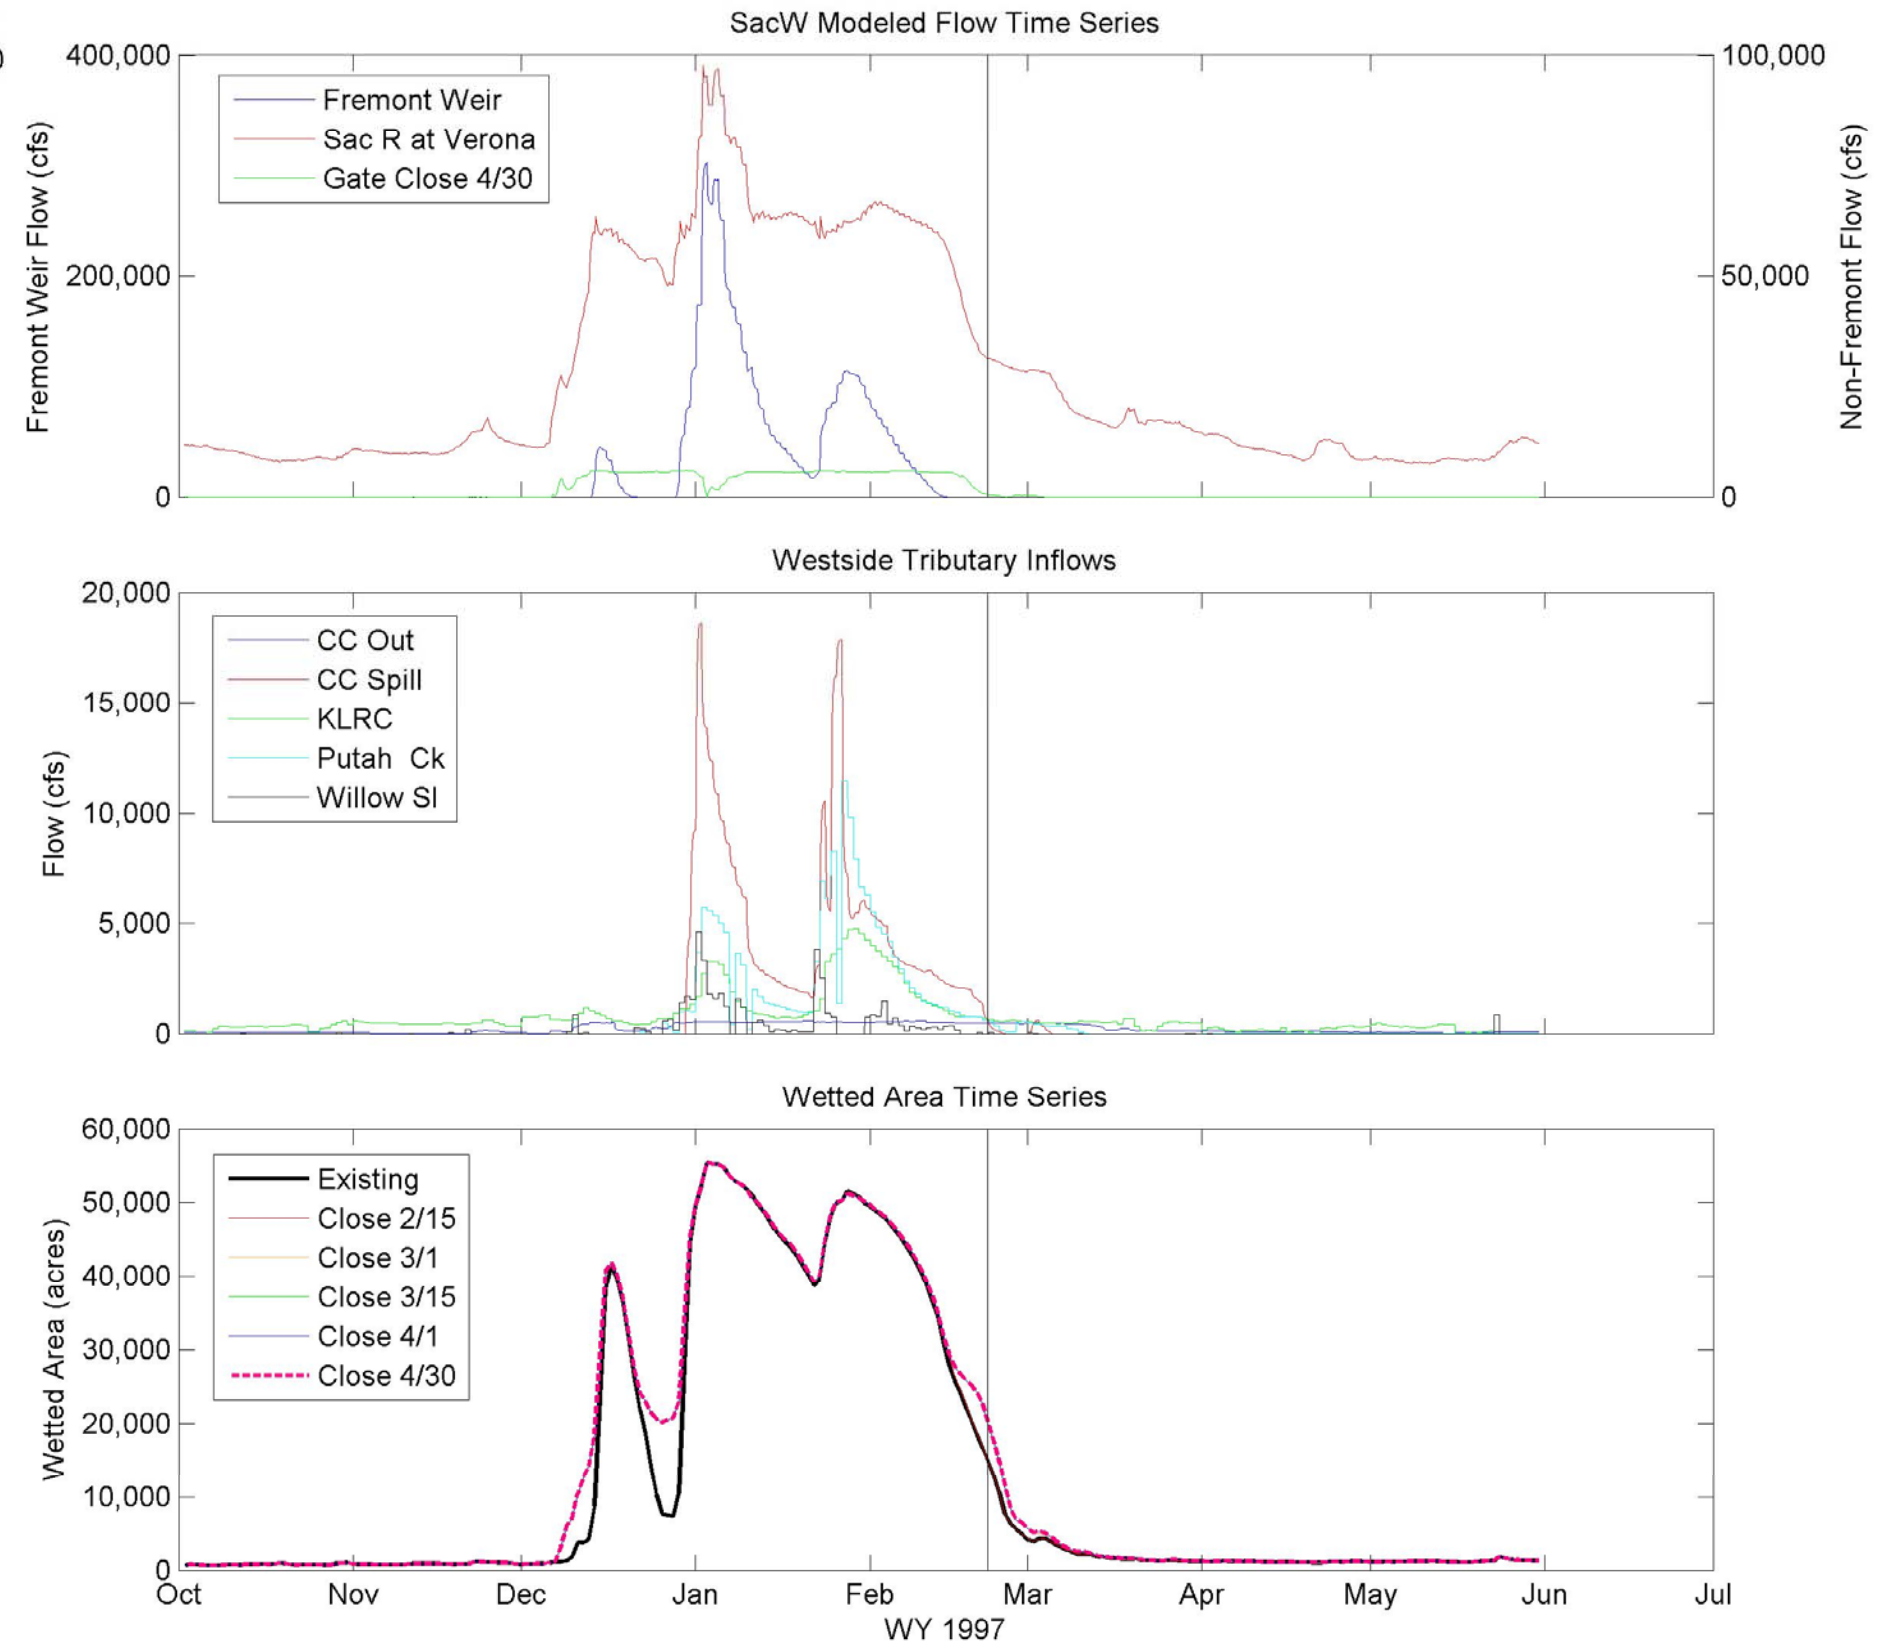 SacW Modeled Flow Time Series
400,000
200,000
0
100,000
50,000
0
Fremont Weir Flow (cfs)
Non-Fremont Flow (cfs)
Fremont Weir
Sac R at Verona
Gate Close 4/30
Westside Tributary Inflows
20,000
15,000
10,000
5,000
0
Flow (cfs)
CC Out
CC Spill
KLRC
Putah Ck
Willow Sl
Wetted Area Time Series
60,000
50,000
40,000
30,000
20,000
10,000
0
Wetted Area (acres)
Existing
Close 2/15
Close 3/1
Close 3/15
Close 4/1
Close 4/30
Oct Nov Dec Jan Feb Mar Apr May Jun Jul
WY 1997